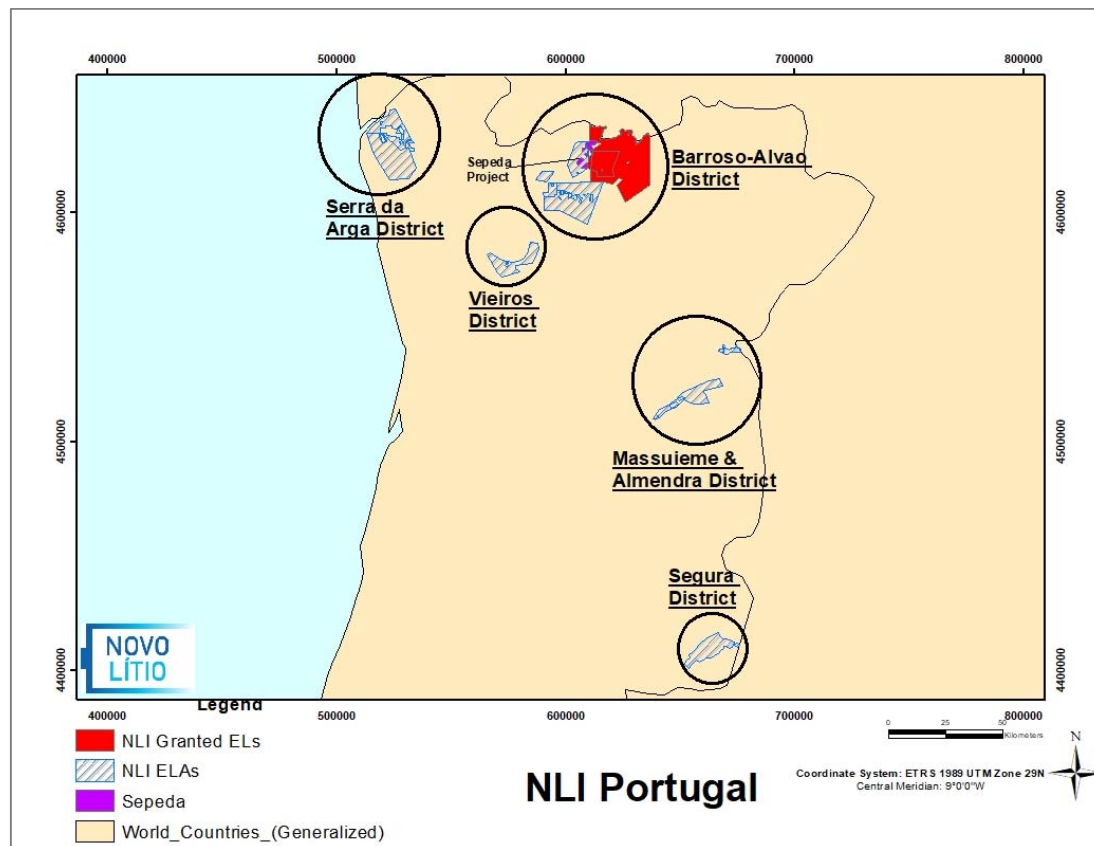 400000 500000 600000 700000 800000
Sepeda
Project
Barroso-Alvao
District
4600000 4600000
Serra da
Arga District
Vieiros
District
4500000 4500000
Massuieme &
Almendra District
Segura
District
NOVO
LÍTIO
4400000 4400000
400000 500000 600000 700000 800000
Legend
NLI Granted ELs
NLI ELAs
Sepeda
World_Countries_(Generalized)
NLI Portugal
0 25 50
Kilometers
N
Coordinate System: ETRS 1989 UTM Zone 29N
Central Meridian: 9°0'0"W